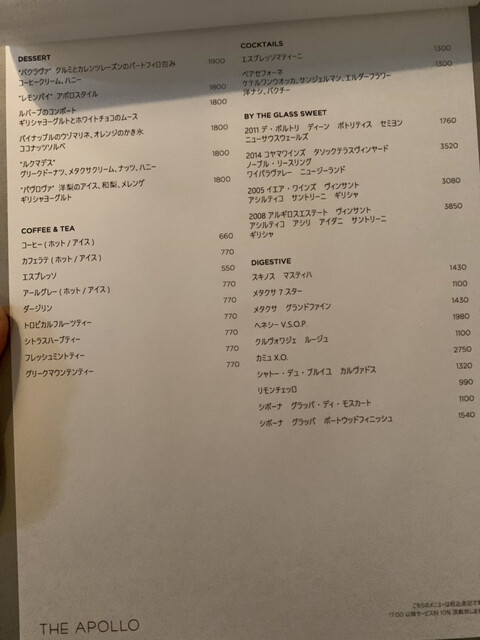 DESSERT
"バクラヴァ" クルミとカレンツレーズンのパートフィロ包み 1900
コーヒークリーム、ハニー
"レモンパイ" アポロスタイル 1800
ルバーブのコンポート 1800
ギリシャヨーグルトとホワイトチョコのムース
パイナップルのウゾマリネ、オレンジのかき氷 1800
ココナッツソルベ
"ルクマデス" 1800
グリークドーナツ、メタクサクリーム、ナッツ、ハニー
"パヴロヴァ" 洋梨のアイス、和梨、メレンゲ 1800
ギリシャヨーグルト
COFFEE & TEA
コーヒー ( ホット / アイス ) 660
カフェラテ ( ホット / アイス ) 770
エスプレッソ 550
アールグレー ( ホット / アイス ) 770
ダージリン 770
トロピカルフルーツティー 770
シトラスハーブティー 770
フレッシュミントティー 770
グリークマウンテンティー 770
COCKTAILS
エスプレッソマティーニ 1300
ペアセフォーネ 1300
ケテルワンウオッカ、サンジェルマン、エルダーフラワー
洋ナシ、パクチー
BY THE GLASS SWEET
2011 デ・ボルトリ ディーン ボトリティス セミヨン 1760
ニューサウスウェールズ
2014 コヤマワインズ タソックテラスヴィンヤード 3520
ノーブル・リースリング
ワイパラヴァレー ニュージーランド
2005 イエア・ワインズ ヴィンサント 3080
アシルティコ サントリーニ ギリシャ
2008 アルギロスエステート ヴィンサント 3850
アシルティコ アシリ アイダニ サントリーニ
ギリシャ
DIGESTIVE
スキノス マスティハ 1430
メタクサ 7 スター 1100
メタクサ グランドファイン 1430
ヘネシー V.S.O.P. 1980
クルヴォワジェ ルージュ 1100
カミュ X.O. 2750
シャトー・デュ・ブルイユ カルヴァドス 1320
リモンチェッロ 990
シボーナ グラッパ・ディ・モスカート 1100
シボーナ グラッパ ポートウッドフィニッシュ 1540
こちらのメニューは税込表記で
17:00 以降サービス料 10% 頂戴致し
THE APOLLO